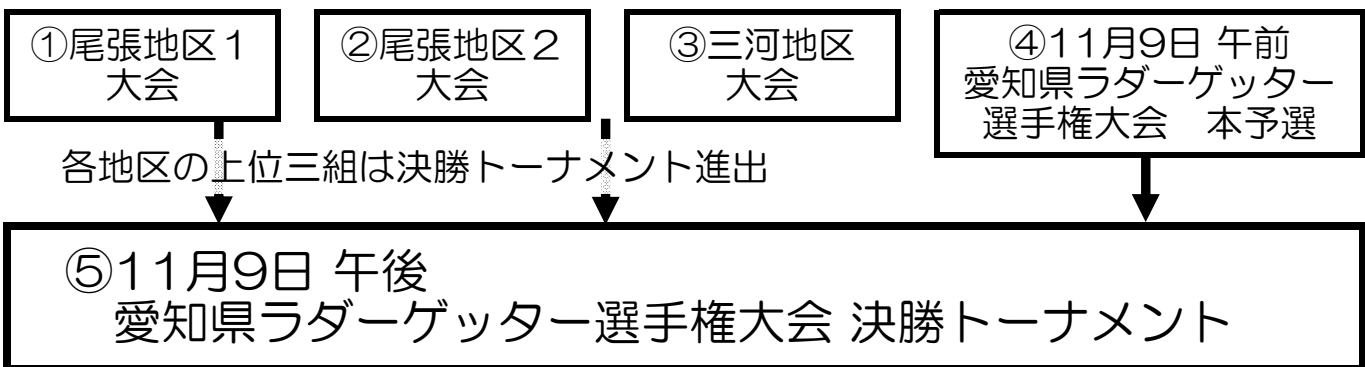 ①尾張地区1
大会
②尾張地区2
大会
③三河地区
大会
④11月9日 午前
愛知県ラダーゲッター
選手権大会　本予選
各地区の上位三組は決勝トーナメント進出
⑤11月9日 午後
愛知県ラダーゲッター選手権大会 決勝トーナメント